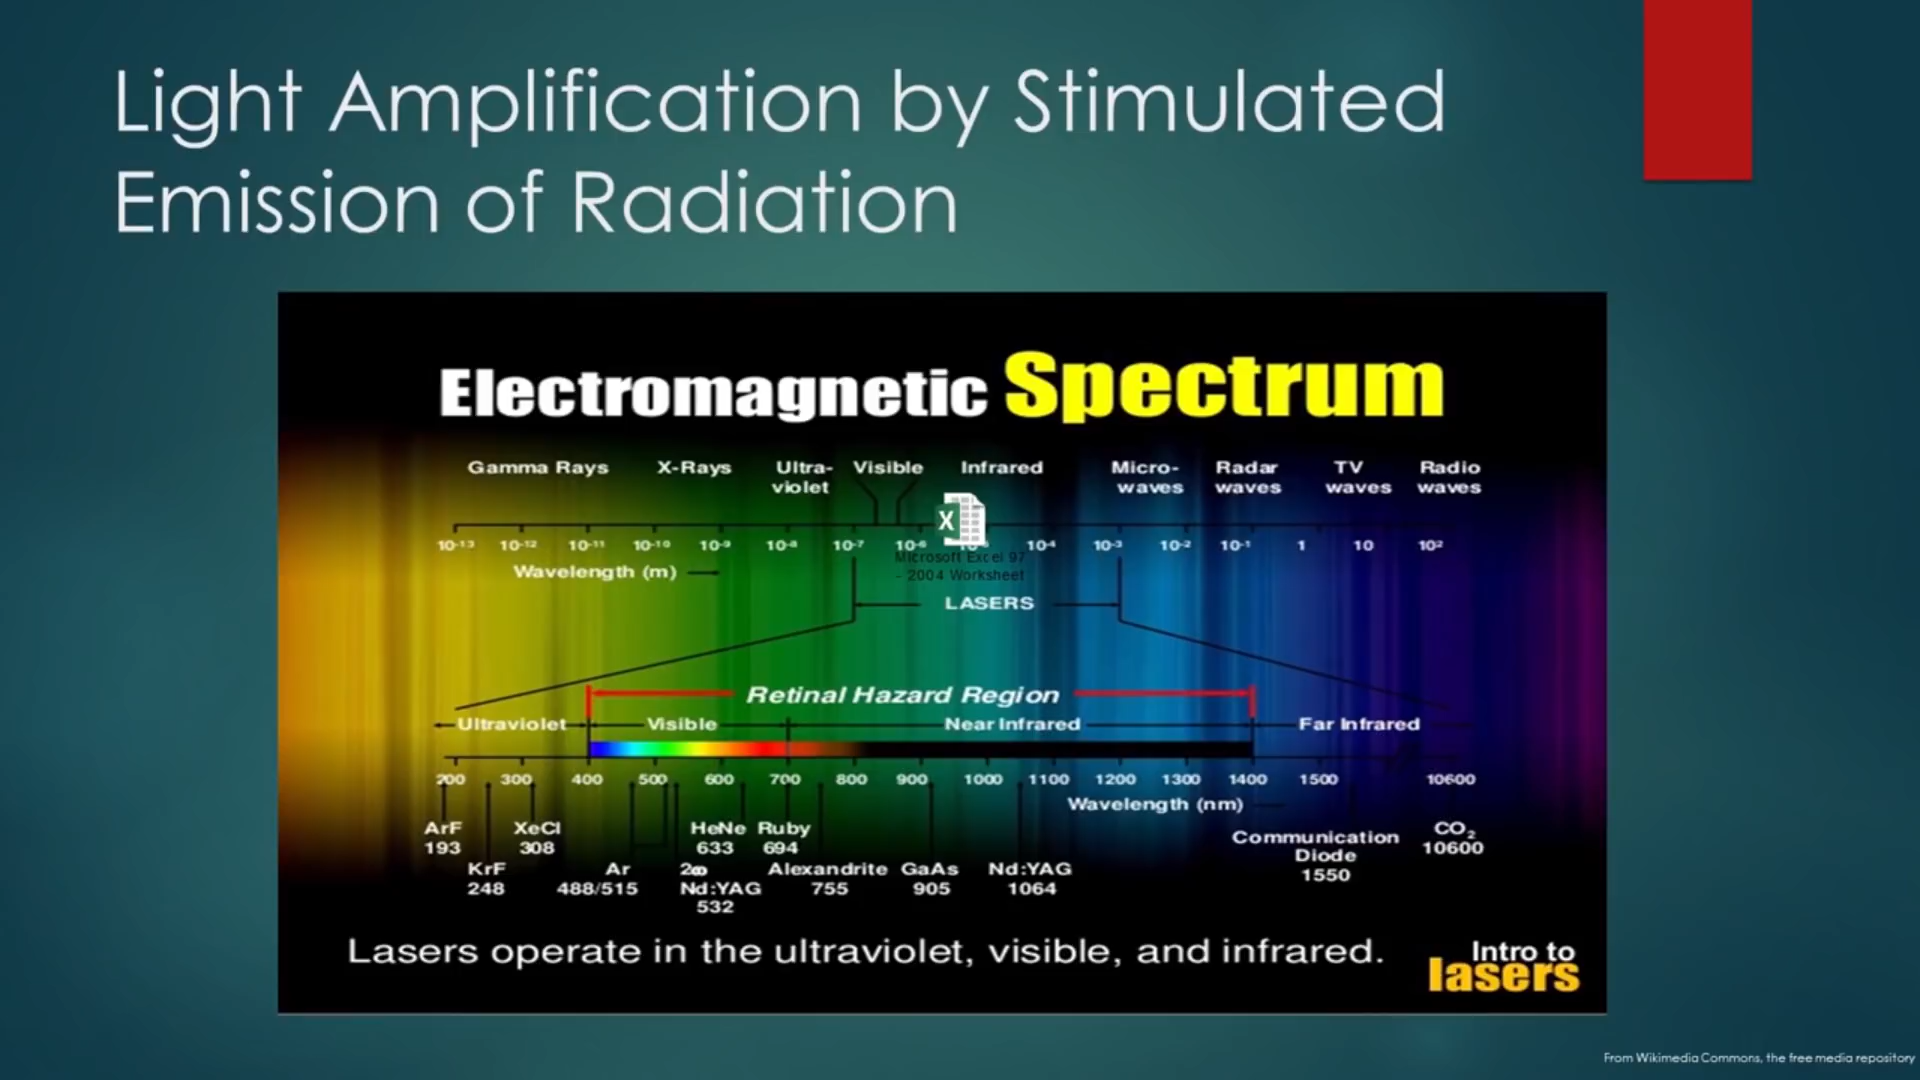 Light Amplification by Stimulated
Emission of Radiation
Electromagnetic Spectrum
Gamma Rays X-Rays Ultra-violet Visible Infrared Micro-waves Radar waves TV waves Radio waves
10⁻¹³ 10⁻¹² 10⁻¹¹ 10⁻¹⁰ 10⁻⁹ 10⁻⁸ 10⁻⁷ 10⁻⁶ 10⁻⁴ 10⁻³ 10⁻² 10⁻¹ 1 10 10²
Microsoft Excel 97
- 2004 Worksheet
Wavelength (m)
LASERS
Retinal Hazard Region
Ultraviolet Visible Near Infrared Far Infrared
200 300 400 500 600 700 800 900 1000 1100 1200 1300 1400 1500 10600
Wavelength (nm)
ArF
193
KrF
248
XeCl
308
Ar
488/515
2ω
Nd:YAG
532
HeNe
633
Ruby
694
Alexandrite
755
GaAs
905
Nd:YAG
1064
Communication
Diode
1550
CO₂
10600
Lasers operate in the ultraviolet, visible, and infrared.
Intro to
lasers
From Wikimedia Commons, the free media repository